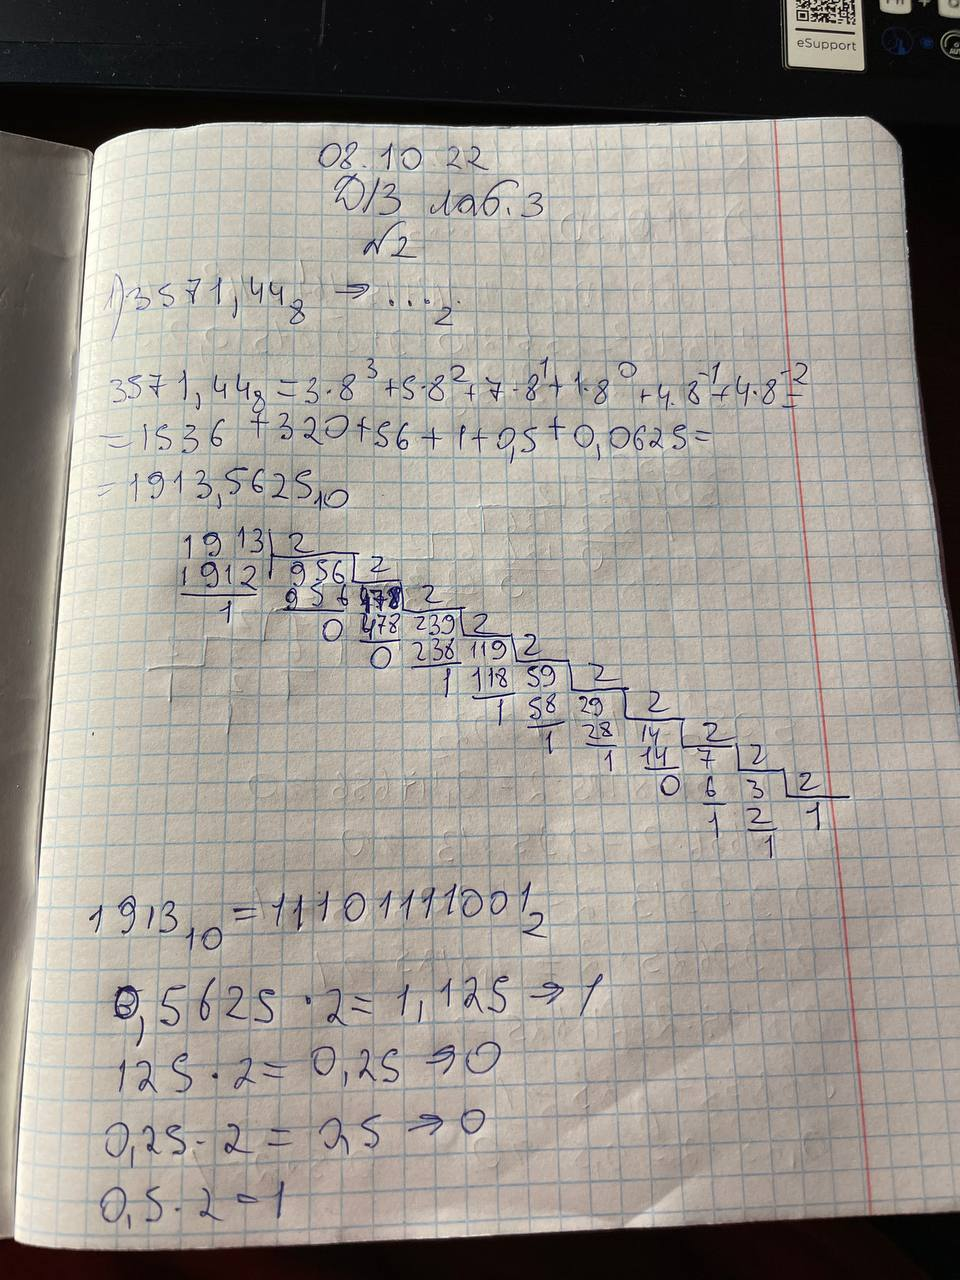 eSupport
08.10 22
Д/З лаб.3
№2
1) 3571,44₈ → ....₂
3571,44₈ = 3·8³+5·8²+7·8¹+1·8⁰+4·8⁻¹+4·8⁻²=
=1536+320+56+1+0,5+0,0625=
=1913,5625₁₀
1913 2
1912 956 2
1 956 478 2
0 478 239 2
0 238 119 2
1 118 59 2
1 58 29 2
1 28 14 2
1 14 7 2
0 6 3 2
1 2 1
1
1913₁₀ = 11101111001₂
0,5625 · 2 = 1,125 → 1
125 · 2 = 0,25 → 0
0,25 · 2 = 0,5 → 0
0,5 · 2 = 1